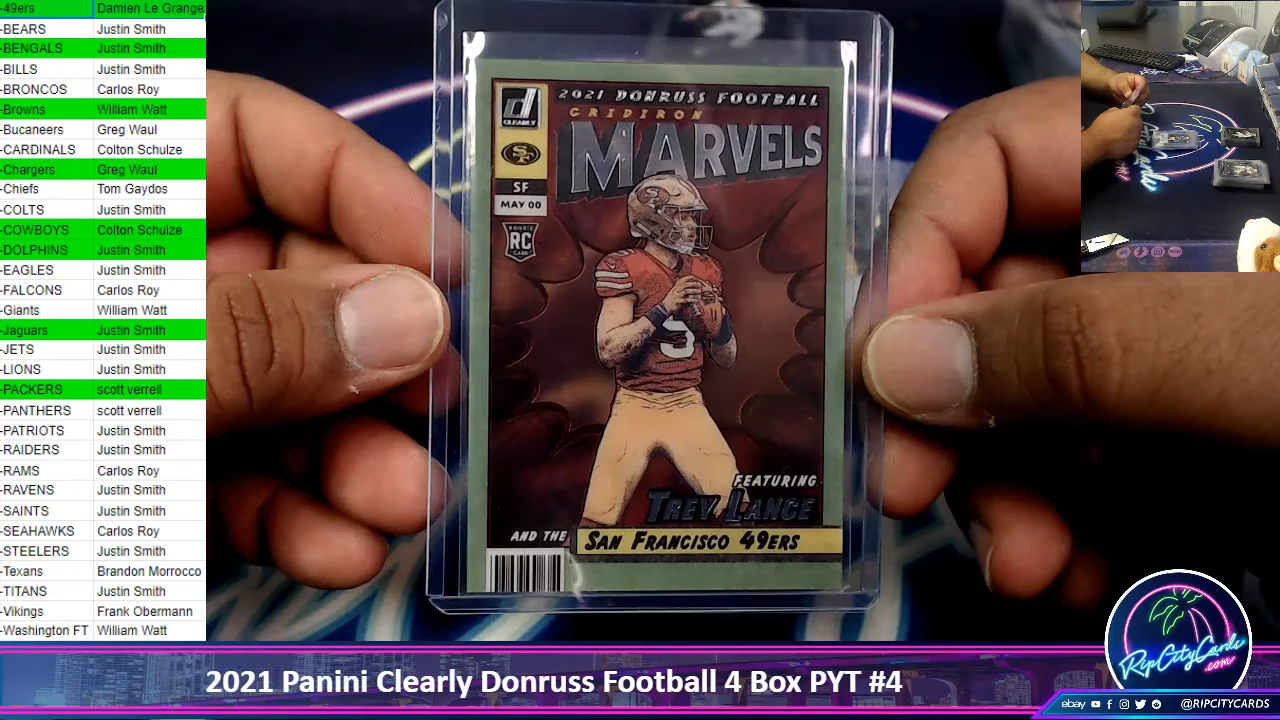 -49ers Damien Le Grange
-BEARS Justin Smith
-BENGALS Justin Smith
-BILLS Justin Smith
-BRONCOS Carlos Roy
-Browns William Watt
-Bucaneers Greg Waul
-CARDINALS Colton Schulze
-Chargers Greg Waul
-Chiefs Tom Gaydos
-COLTS Justin Smith
-COWBOYS Colton Schulze
-DOLPHINS Justin Smith
-EAGLES Justin Smith
-FALCONS Carlos Roy
-Giants William Watt
-Jaguars Justin Smith
-JETS Justin Smith
-LIONS Justin Smith
-PACKERS scott verrell
-PANTHERS scott verrell
-PATRIOTS Justin Smith
-RAIDERS Justin Smith
-RAMS Carlos Roy
-RAVENS Justin Smith
-SAINTS Justin Smith
-SEAHAWKS Carlos Roy
-STEELERS Justin Smith
-Texans Brandon Morrocco
-TITANS Justin Smith
-Vikings Frank Obermann
-Washington FT William Watt
d
CLEARLY
2021 DONRUSS FOOTBALL
GRIDIRON
MARVELS
SF
SF
MAY 00
ROOKIE
RC
CARD
5
FEATURING
TREY LANCE
AND THE
SAN FRANCISCO 49ERS
RipCityCards
.com
2021 Panini Clearly Donruss Football 4 Box PYT #4
ebay @RIPCITYCARDS